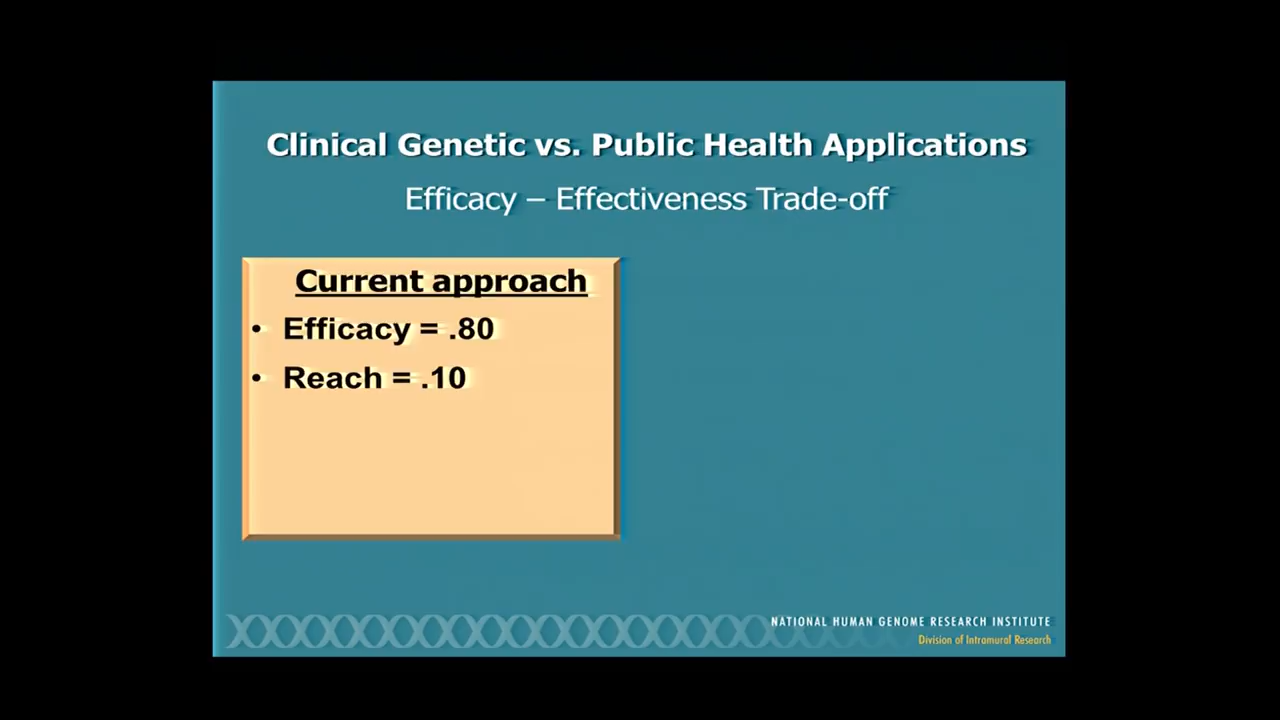 Clinical Genetic vs. Public Health Applications
Efficacy – Effectiveness Trade-off
Current approach
• Efficacy = .80
• Reach = .10
NATIONAL HUMAN GENOME RESEARCH INSTITUTE
Division of Intramural Research